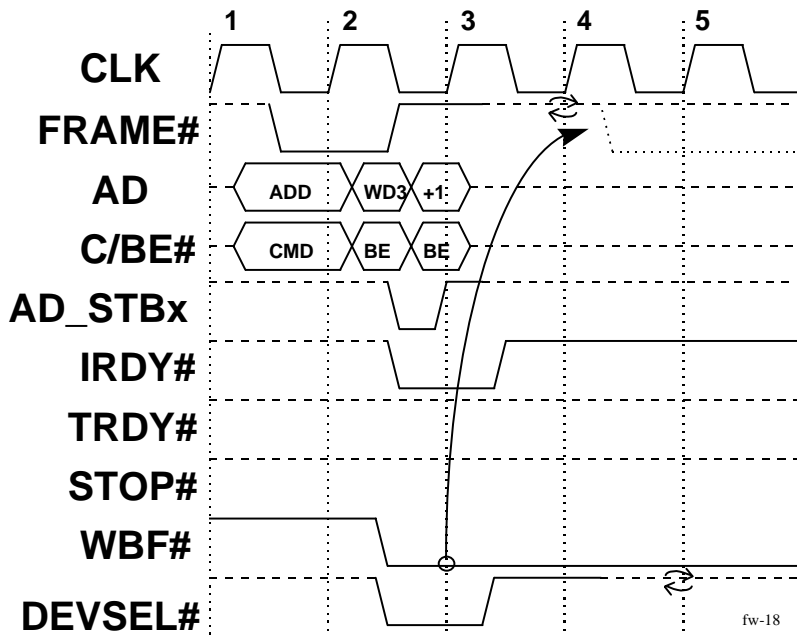 1 2 3 4 5
CLK
FRAME#
AD ADD WD3 +1
C/BE# CMD BE BE
AD_STBx
IRDY#
TRDY#
STOP#
WBF#
DEVSEL#
fw-18